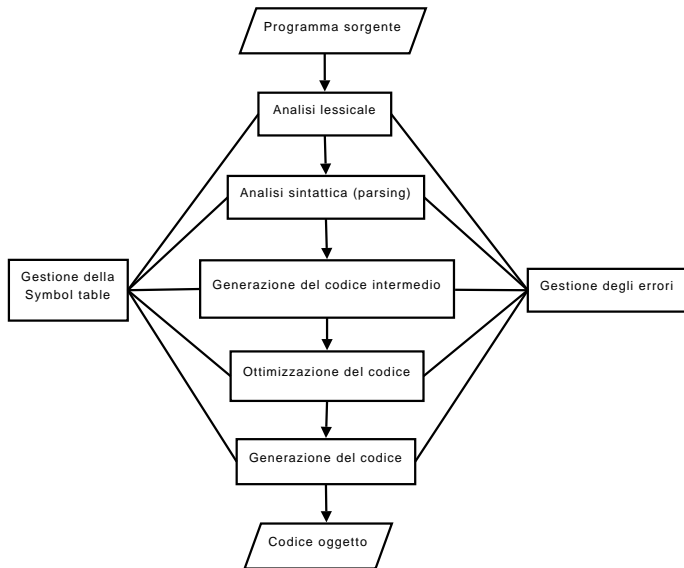 Programma sorgente
Analisi lessicale
Analisi sintattica (parsing)
Gestione della
Symbol table
Generazione del codice intermedio
Gestione degli errori
Ottimizzazione del codice
Generazione del codice
Codice oggetto